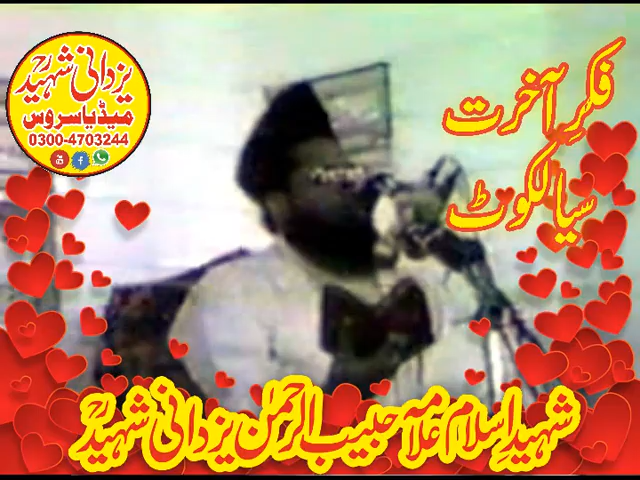 یزدانی شہیدؒ
میڈیا سروس
0300-4703244
فکرِ آخرت
سیالکوٹ
شہیدِ اسلام علامہ حبیب الرحمٰن یزدانی شہیدؒ